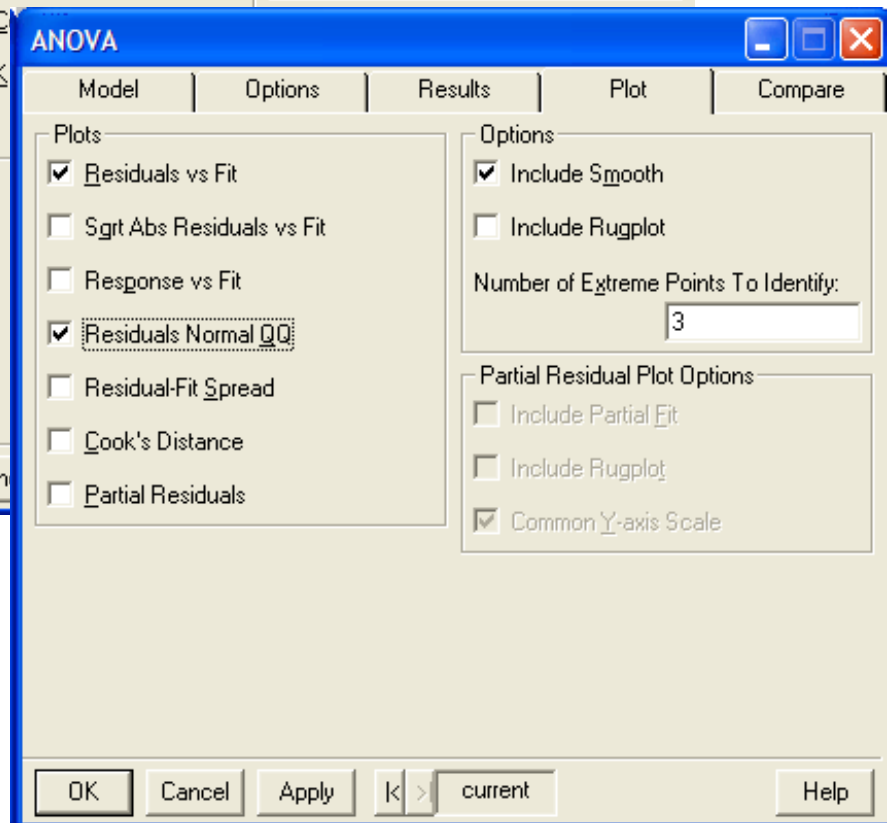 ANOVA
Model Options Results Plot Compare
Plots
Residuals vs Fit
Sqrt Abs Residuals vs Fit
Response vs Fit
Residuals Normal QQ
Residual-Fit Spread
Cook's Distance
Partial Residuals
Options
Include Smooth
Include Rugplot
Number of Extreme Points To Identify:
3
Partial Residual Plot Options
Include Partial Fit
Include Rugplot
Common Y-axis Scale
OK Cancel Apply |< >| current Help